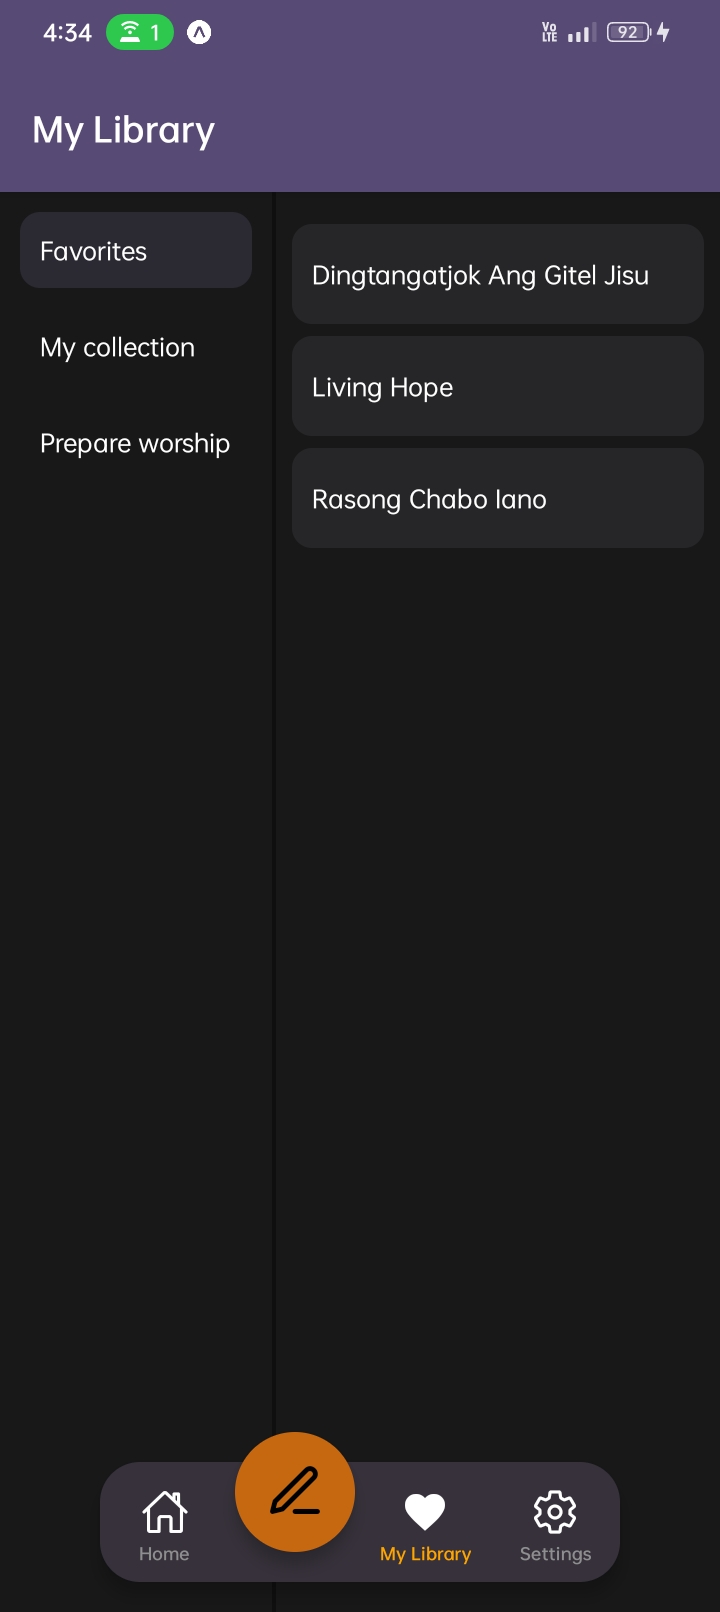 4:34 1 Vo LTE 92
My Library
Favorites
My collection
Prepare worship
Dingtangatjok Ang Gitel Jisu
Living Hope
Rasong Chabo Iano
Home
My Library
Settings